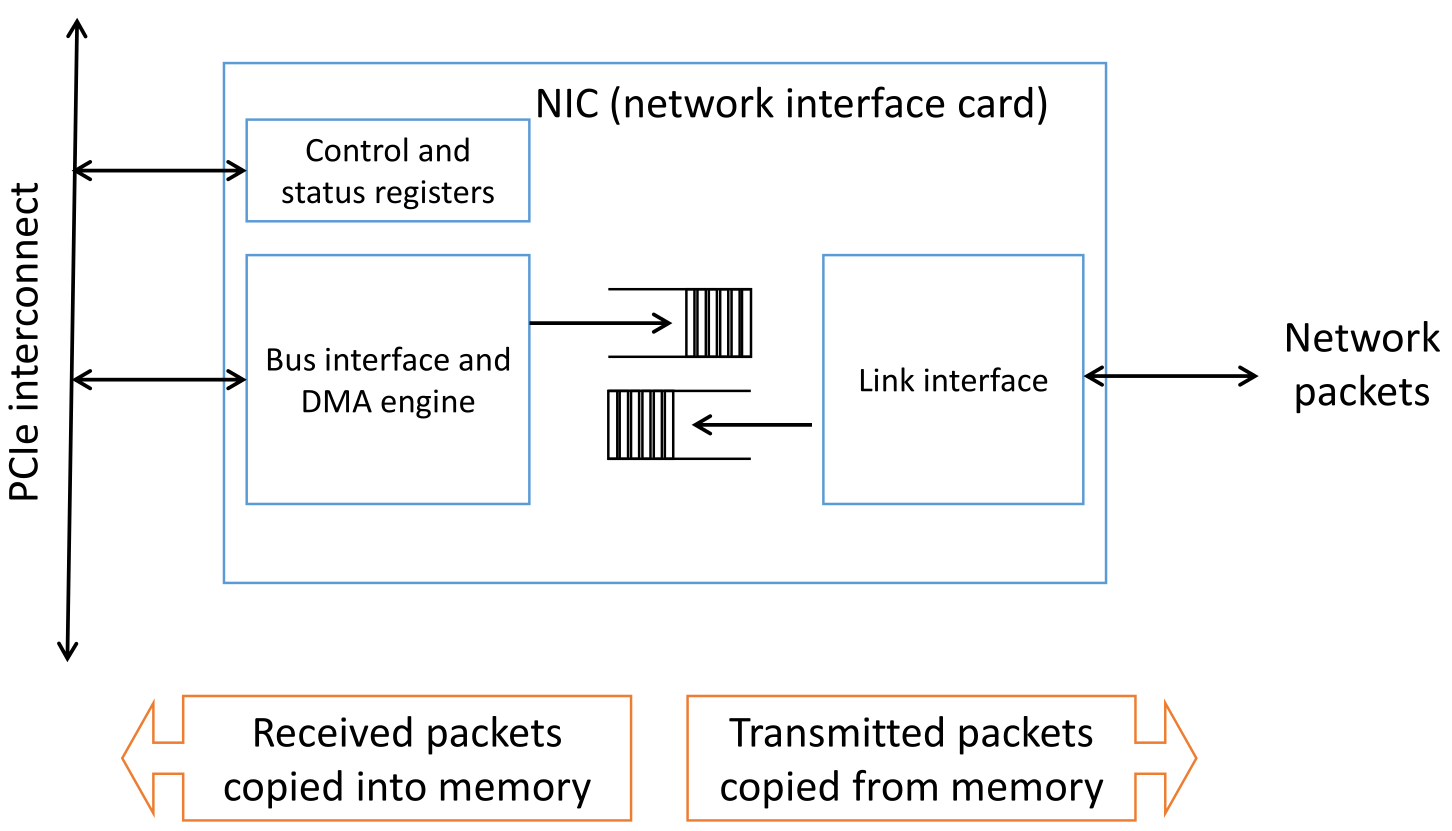 NIC (network interface card)
Control and
status registers
PCIe interconnect
Bus interface and
DMA engine
Link interface
Network
packets
Received packets
copied into memory
Transmitted packets
copied from memory